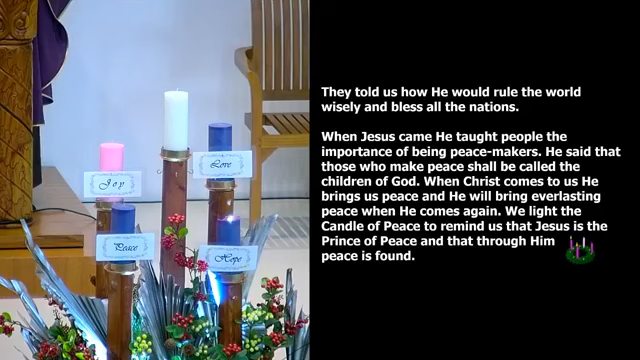 Love
Joy
Peace
Hope
They told us how He would rule the world
wisely and bless all the nations.
When Jesus came He taught people the
importance of being peace-makers. He said that
those who make peace shall be called the
children of God. When Christ comes to us He
brings us peace and He will bring everlasting
peace when He comes again. We light the
Candle of Peace to remind us that Jesus is the
Prince of Peace and that through Him
peace is found.